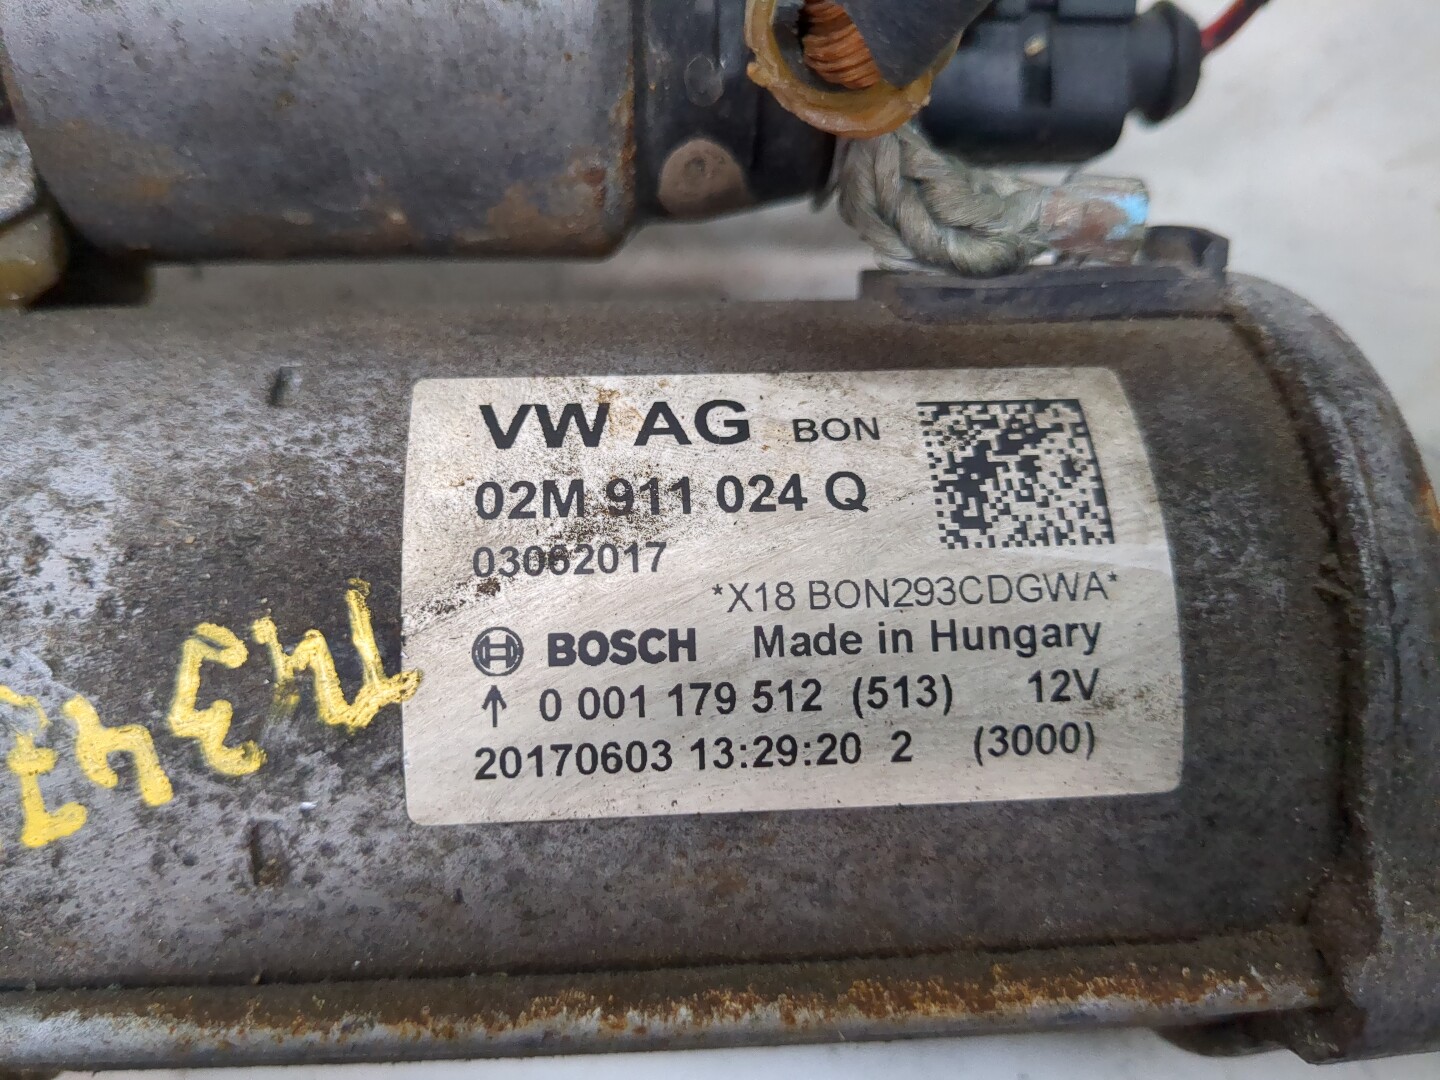 VW AG BON
02M 911 024 Q
03062017
*X18 BON293CDGWA*
BOSCH Made in Hungary
↑ 0 001 179 512 (513) 12V
20170603 13:29:20 2 (3000)